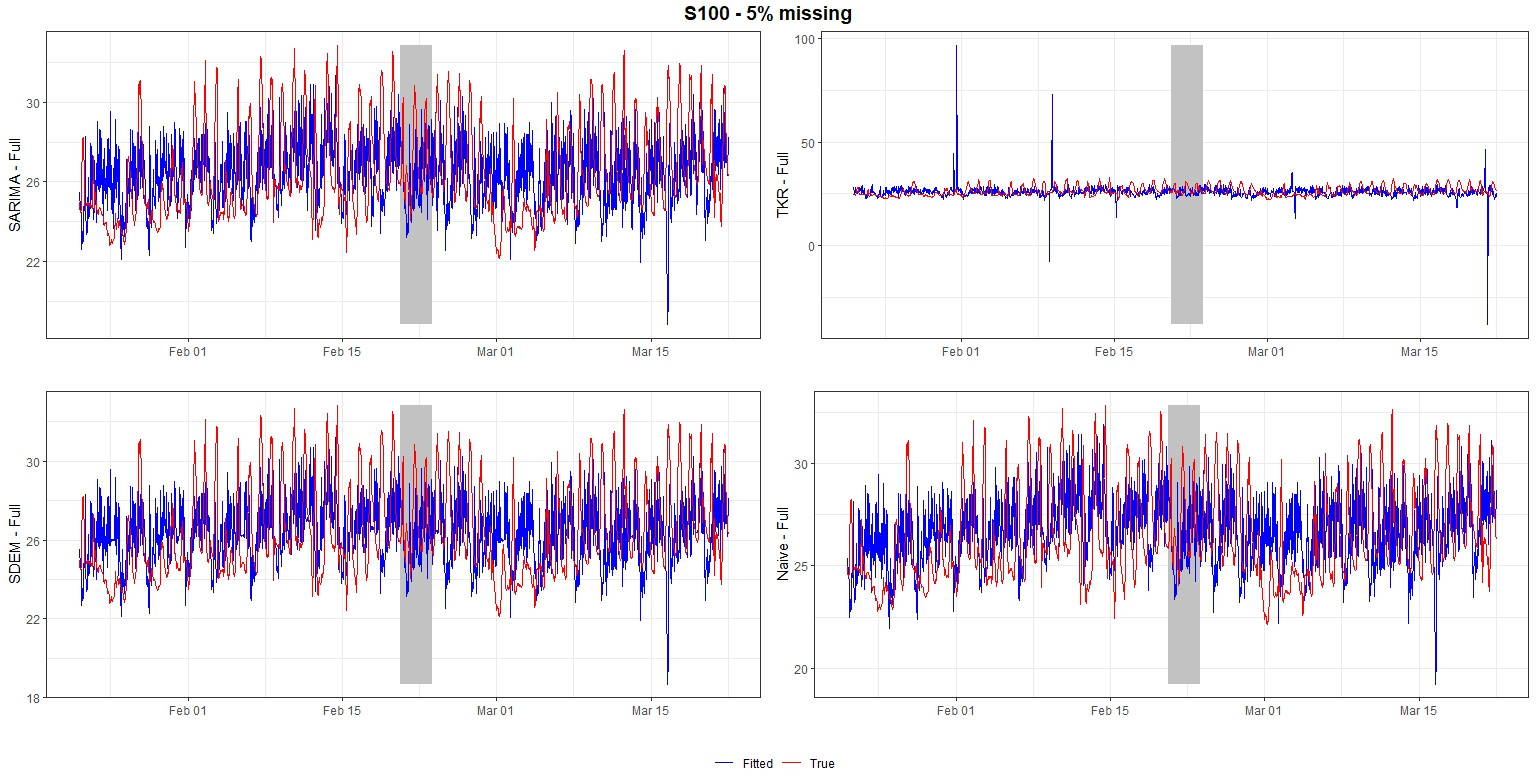 S100 - 5% missing
SARIMA - Full
30
26
22
Feb 01
Feb 15
Mar 01
Mar 15
TKR - Full
100
50
0
Feb 01
Feb 15
Mar 01
Mar 15
SDEM - Full
30
26
22
18
Feb 01
Feb 15
Mar 01
Mar 15
Naive - Full
30
25
20
Feb 01
Feb 15
Mar 01
Mar 15
Fitted
True